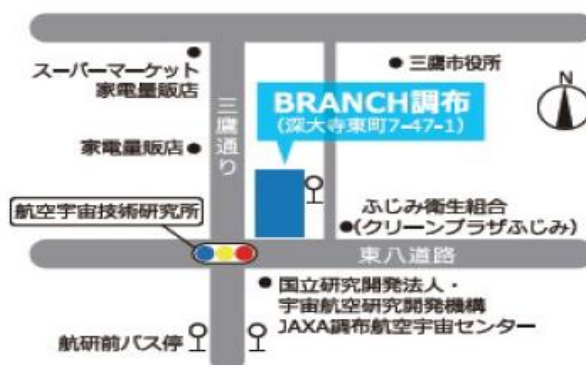 スーパーマーケット
家電量販店
三鷹市役所
N
三鷹通り
BRANCH調布
(深大寺東町7-47-1)
家電量販店
航空宇宙技術研究所
ふじみ衛生組合
(クリーンプラザふじみ)
東八道路
国立研究開発法人・
宇宙航空研究開発機構
JAXA調布航空宇宙センター
航研前バス停